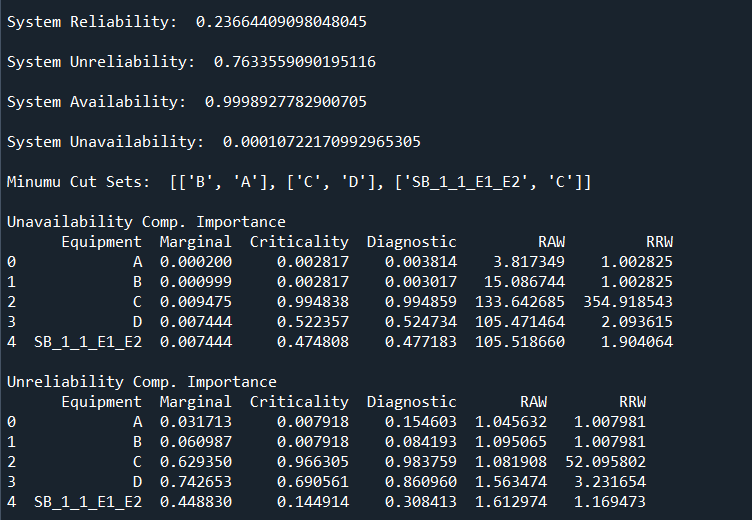 System Reliability:  0.23664409098048045
System Unreliability:  0.7633559090195116
System Availability:  0.9998927782900705
System Unavailability:  0.00010722170992965305
Minumu Cut Sets:  [['B', 'A'], ['C', 'D'], ['SB_1_1_E1_E2', 'C']]
Unavailability Comp. Importance
Equipment  Marginal  Criticality  Diagnostic  RAW  RRW
0  A  0.000200  0.002817  0.003814  3.817349  1.002825
1  B  0.000999  0.002817  0.003017  15.086744  1.002825
2  C  0.009475  0.994838  0.994859  133.642685  354.918543
3  D  0.007444  0.522357  0.524734  105.471464  2.093615
4  SB_1_1_E1_E2  0.007444  0.474808  0.477183  105.518660  1.904064
Unreliability Comp. Importance
Equipment  Marginal  Criticality  Diagnostic  RAW  RRW
0  A  0.031713  0.007918  0.154603  1.045632  1.007981
1  B  0.060987  0.007918  0.084193  1.095065  1.007981
2  C  0.629350  0.966305  0.983759  1.081908  52.095802
3  D  0.742653  0.690561  0.860960  1.563474  3.231654
4  SB_1_1_E1_E2  0.448830  0.144914  0.308413  1.612974  1.169473